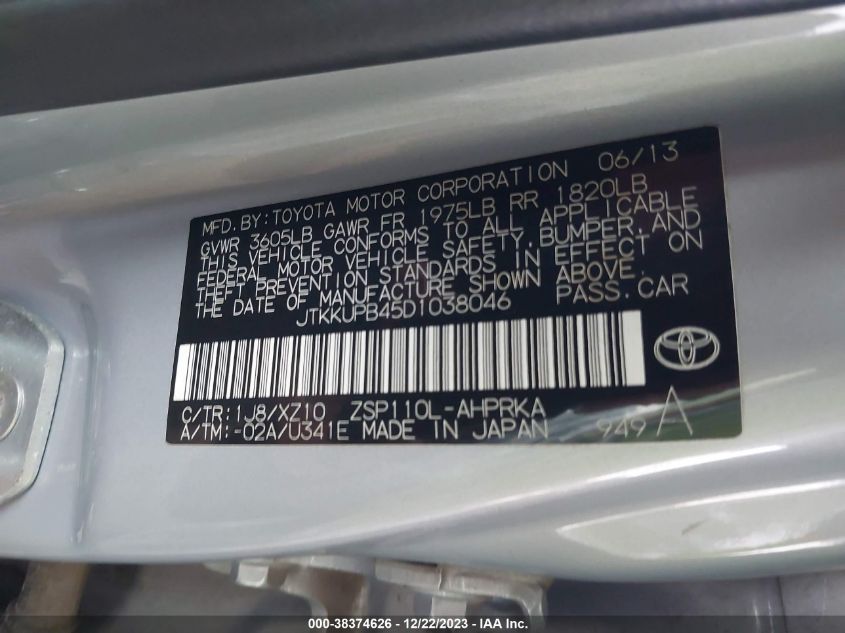 MFD.BY:TOYOTA MOTOR CORPORATION 06/13
GVWR 3605LB GAWR FR 1975LB RR 1820LB
THIS VEHICLE CONFORMS TO ALL APPLICABLE
FEDERAL MOTOR VEHICLE SAFETY,BUMPER,AND
THEFT PREVENTION STANDARDS IN EFFECT ON
THE DATE OF MANUFACTURE SHOWN ABOVE.
JTKKUPB45D1038046 PASS.CAR
C/TR:1J8/XZ10 ZSP110L-AHPRKA
A/TM:-02A/U341E MADE IN JAPAN 949 A
000-38374626 - 12/22/2023 - IAA Inc.